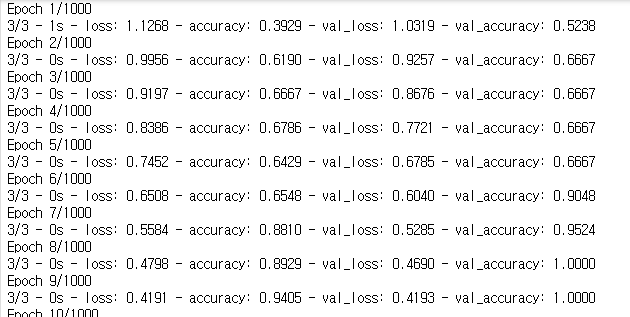 Epoch 1/1000
3/3 - 1s - loss: 1.1268 - accuracy: 0.3929 - val_loss: 1.0319 - val_accuracy: 0.5238
Epoch 2/1000
3/3 - 0s - loss: 0.9956 - accuracy: 0.6190 - val_loss: 0.9257 - val_accuracy: 0.6667
Epoch 3/1000
3/3 - 0s - loss: 0.9197 - accuracy: 0.6667 - val_loss: 0.8676 - val_accuracy: 0.6667
Epoch 4/1000
3/3 - 0s - loss: 0.8386 - accuracy: 0.6786 - val_loss: 0.7721 - val_accuracy: 0.6667
Epoch 5/1000
3/3 - 0s - loss: 0.7452 - accuracy: 0.6429 - val_loss: 0.6785 - val_accuracy: 0.6667
Epoch 6/1000
3/3 - 0s - loss: 0.6508 - accuracy: 0.6548 - val_loss: 0.6040 - val_accuracy: 0.9048
Epoch 7/1000
3/3 - 0s - loss: 0.5584 - accuracy: 0.8810 - val_loss: 0.5285 - val_accuracy: 0.9524
Epoch 8/1000
3/3 - 0s - loss: 0.4798 - accuracy: 0.8929 - val_loss: 0.4690 - val_accuracy: 1.0000
Epoch 9/1000
3/3 - 0s - loss: 0.4191 - accuracy: 0.9405 - val_loss: 0.4193 - val_accuracy: 1.0000
Epoch 10/1000